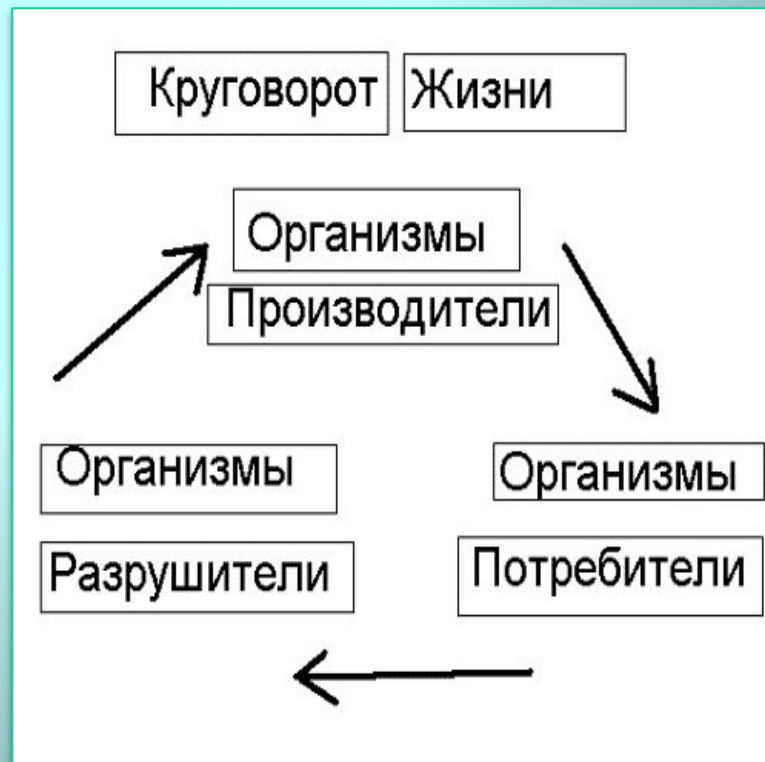 Круговорот Жизни
Организмы
Производители
Организмы
Разрушители
Организмы
Потребители